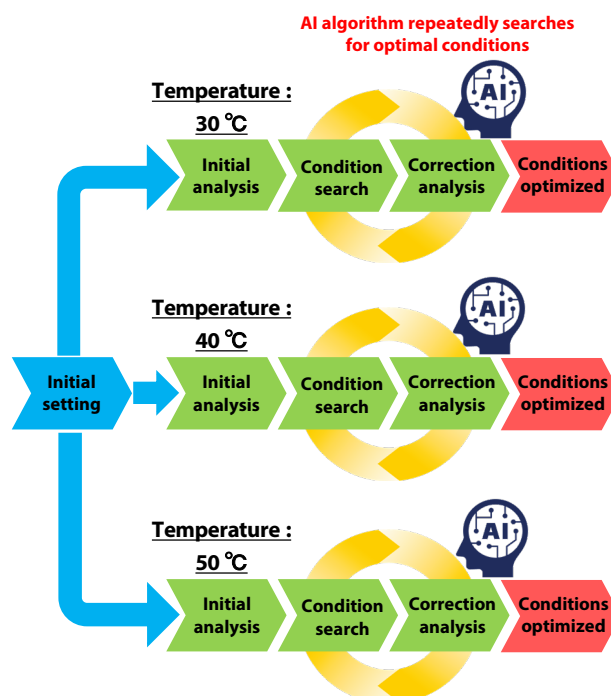 AI algorithm repeatedly searches
for optimal conditions
AI
Temperature :
30 ℃
Initial
analysis
Condition
search
Correction
analysis
Conditions
optimized
AI
Temperature :
40 ℃
Initial
setting
Initial
analysis
Condition
search
Correction
analysis
Conditions
optimized
AI
Temperature :
50 ℃
Initial
analysis
Condition
search
Correction
analysis
Conditions
optimized